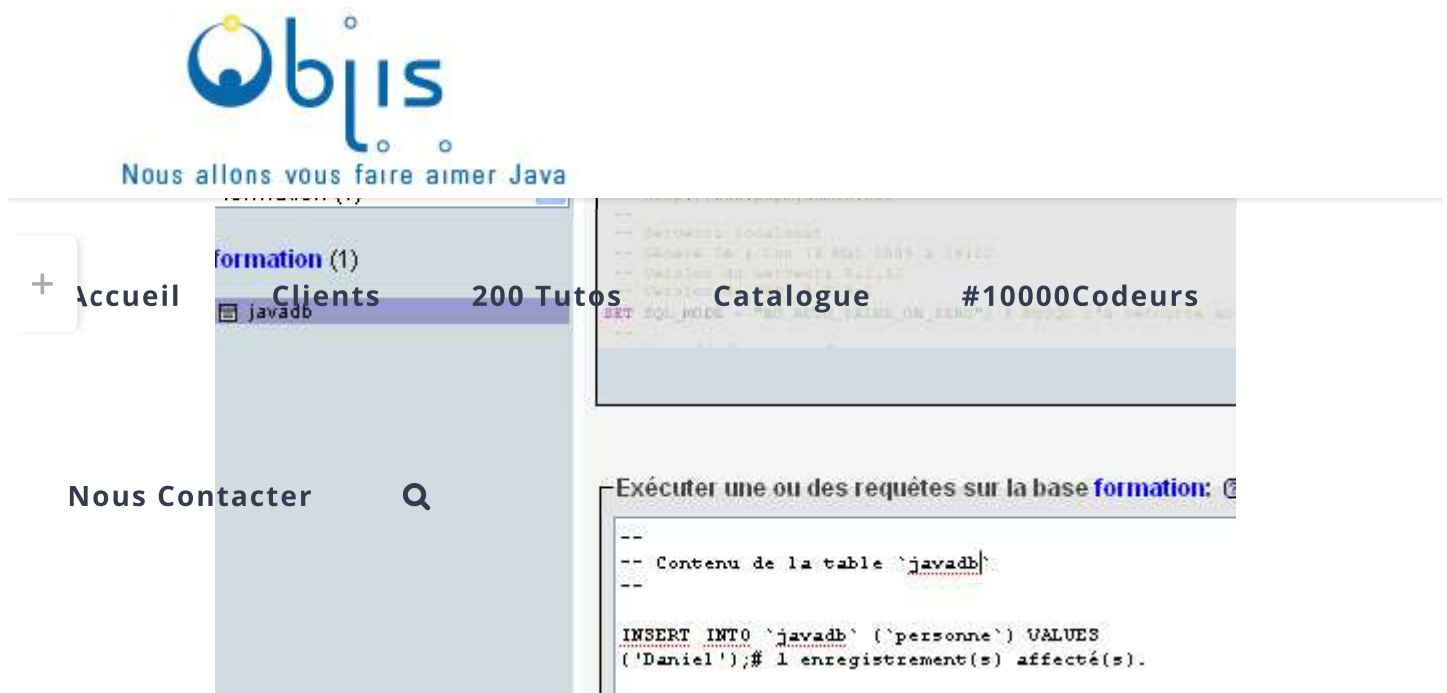 Objis
Nous allons vous faire aimer Java
formation (1)
Accueil
Clients
200 Tutos
Catalogue
#10000Codeurs
javadb
Nous Contacter
Exécuter une ou des requêtes sur la base formation:
--
-- Contenu de la table `javadb`
--
INSERT INTO `javadb` (`personne`) VALUES
('Daniel');# 1 enregistrement(s) affecté(s).